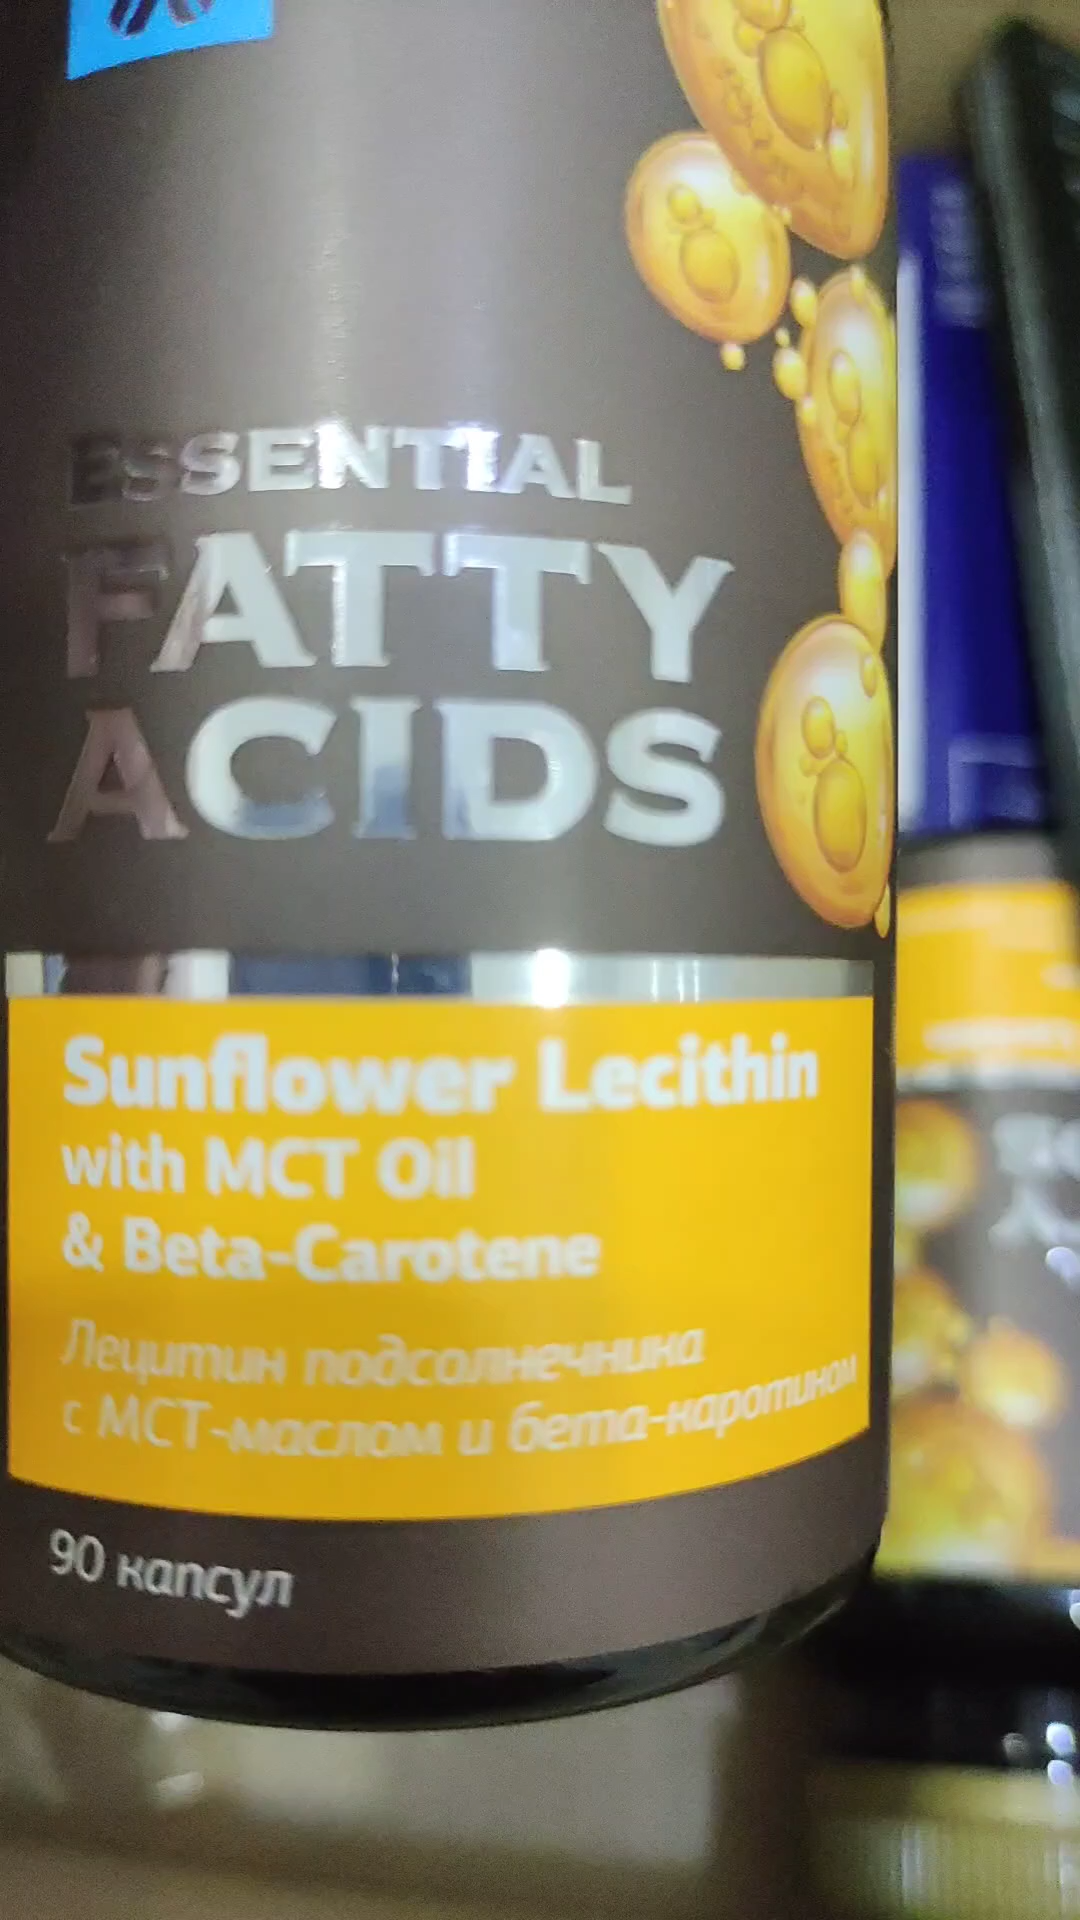 ESSENTIAL
FATTY
ACIDS
Sunflower Lecithin
with MCT Oil
& Beta-Carotene
Лецитин подсолнечника
с МСТ-маслом и бета-каротином
90 капсул